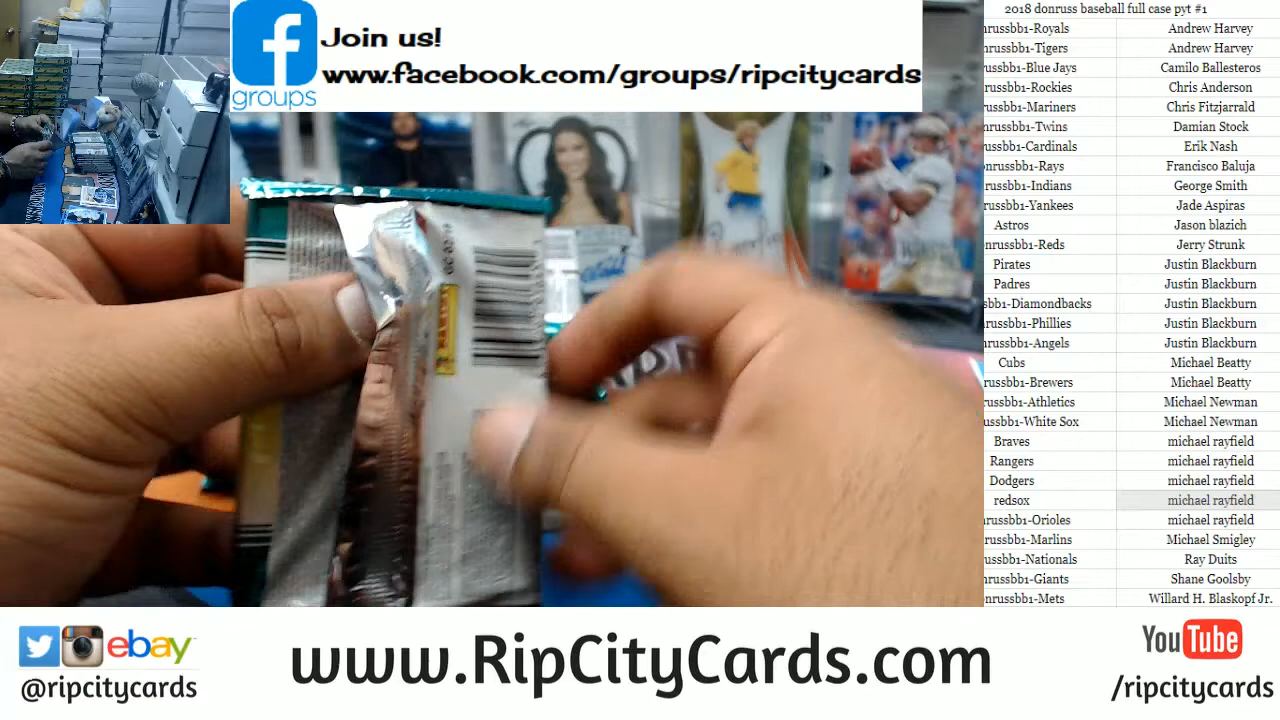 Join us!
www.facebook.com/groups/ripcitycards
groups
2018 donruss baseball full case pyt #1
nrussbb1-Royals Andrew Harvey
nrussbb1-Tigers Andrew Harvey
russbb1-Blue Jays Camilo Ballesteros
nrussbb1-Rockies Chris Anderson
russbb1-Mariners Chris Fitzjarrald
nrussbb1-Twins Damian Stock
russbb1-Cardinals Erik Nash
onrussbb1-Rays Francisco Baluja
nrussbb1-Indians George Smith
russbb1-Yankees Jade Aspiras
Astros Jason blazich
onrussbb1-Reds Jerry Strunk
Pirates Justin Blackburn
Padres Justin Blackburn
sbb1-Diamondbacks Justin Blackburn
russbb1-Phillies Justin Blackburn
nrussbb1-Angels Justin Blackburn
Cubs Michael Beatty
russbb1-Brewers Michael Beatty
russbb1-Athletics Michael Newman
ussbb1-White Sox Michael Newman
Braves michael rayfield
Rangers michael rayfield
Dodgers michael rayfield
redsox michael rayfield
nrussbb1-Orioles michael rayfield
nrussbb1-Marlins Michael Smigley
russbb1-Nationals Ray Duits
nrussbb1-Giants Shane Goolsby
onrussbb1-Mets Willard H. Blaskopf Jr.
ebay
@ripcitycards
www.RipCityCards.com
YouTube
/ripcitycards